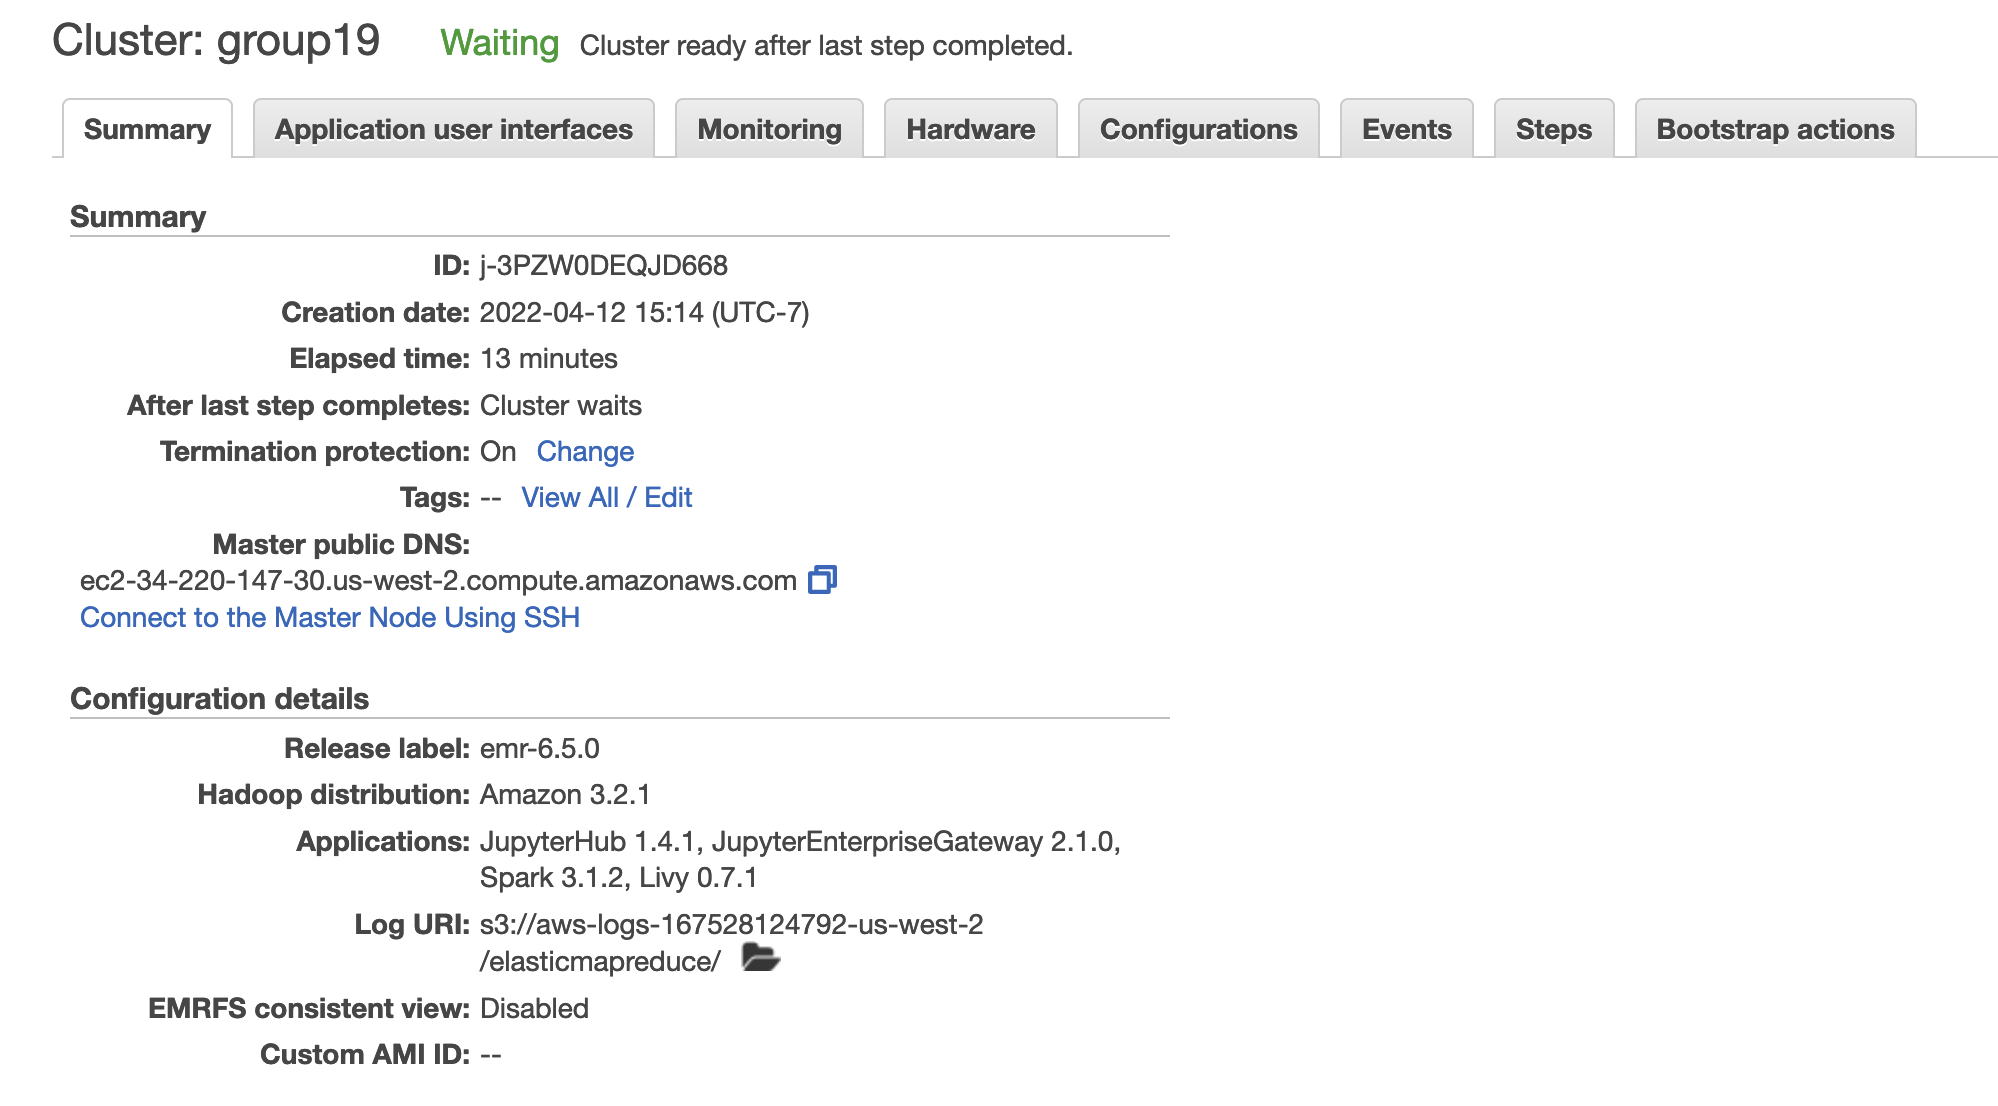 Cluster: group19 Waiting Cluster ready after last step completed.
Summary Application user interfaces Monitoring Hardware Configurations Events Steps Bootstrap actions
Summary
ID: j-3PZW0DEQJD668
Creation date: 2022-04-12 15:14 (UTC-7)
Elapsed time: 13 minutes
After last step completes: Cluster waits
Termination protection: On Change
Tags: -- View All / Edit
Master public DNS:
ec2-34-220-147-30.us-west-2.compute.amazonaws.com
Connect to the Master Node Using SSH
Configuration details
Release label: emr-6.5.0
Hadoop distribution: Amazon 3.2.1
Applications: JupyterHub 1.4.1, JupyterEnterpriseGateway 2.1.0,
Spark 3.1.2, Livy 0.7.1
Log URI: s3://aws-logs-167528124792-us-west-2
/elasticmapreduce/
EMRFS consistent view: Disabled
Custom AMI ID: --